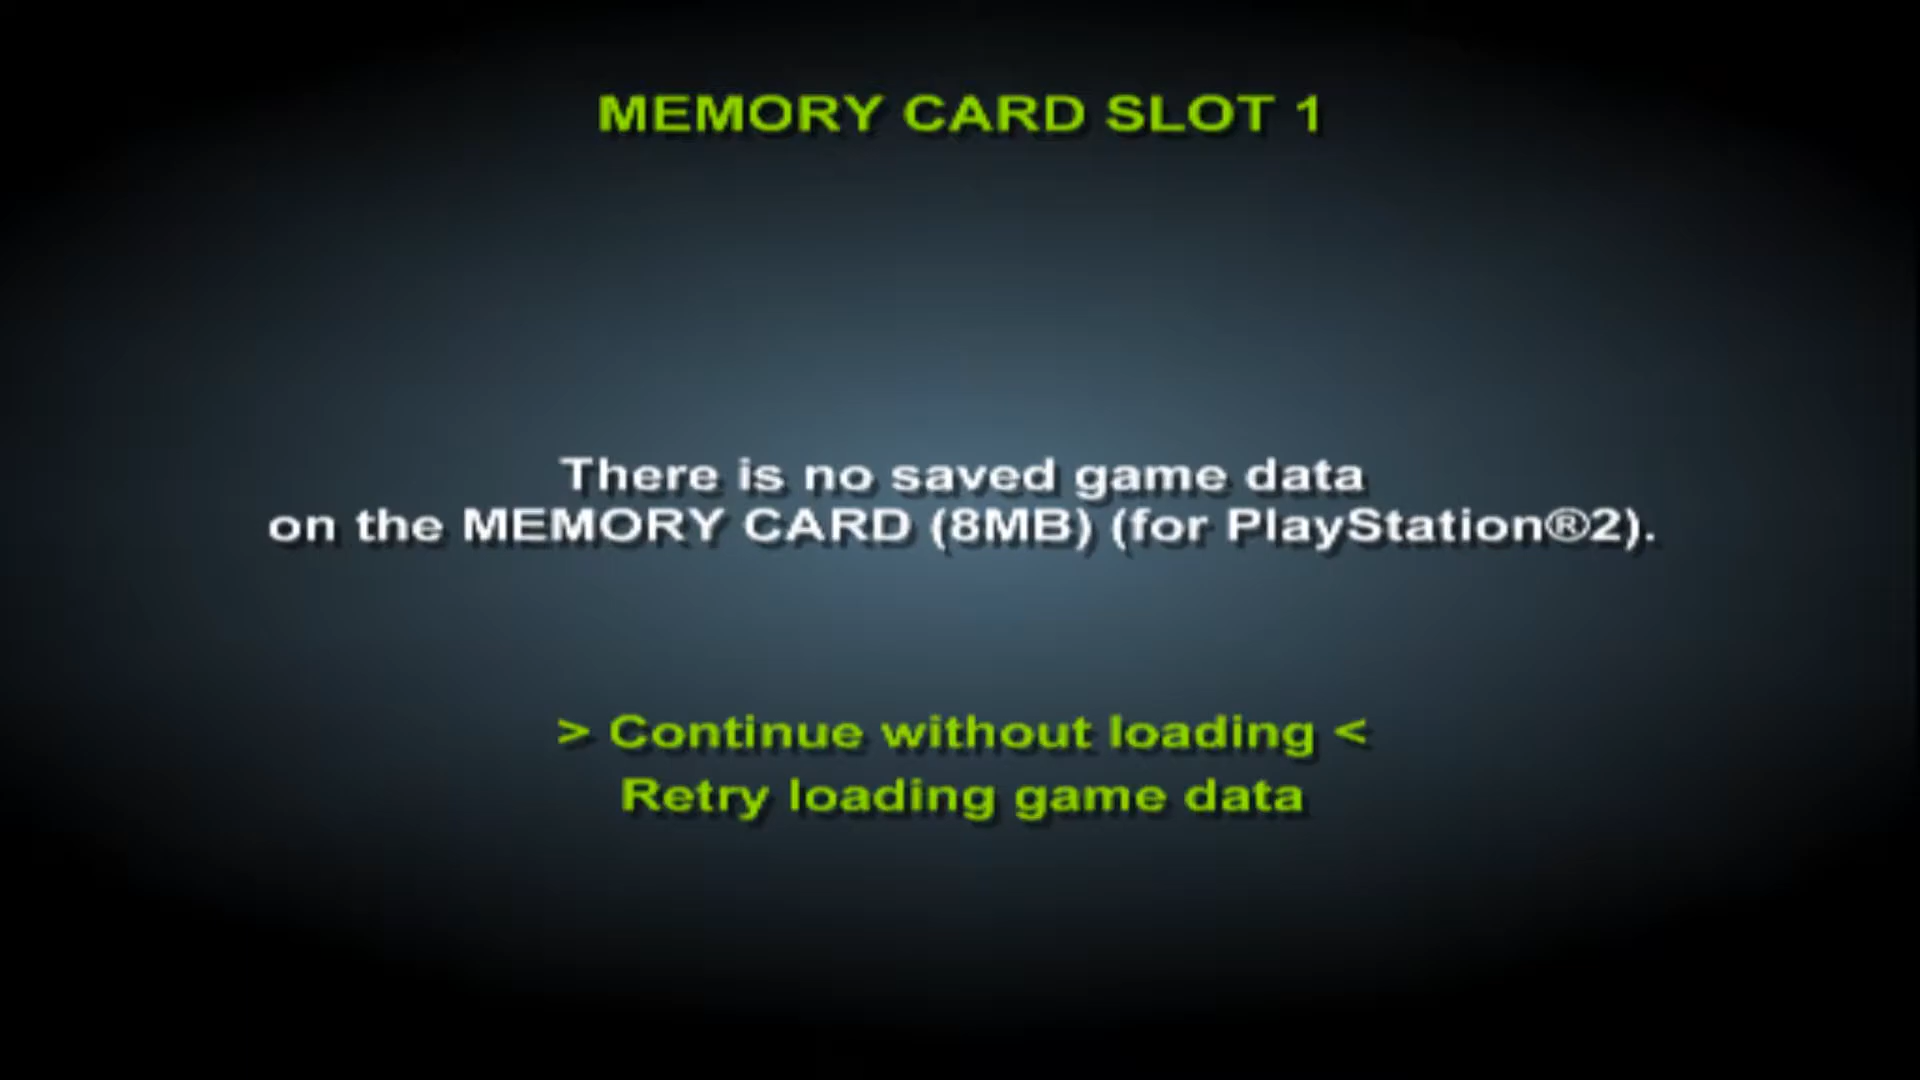 MEMORY CARD SLOT 1
There is no saved game data
on the MEMORY CARD (8MB) (for PlayStation®2).
> Continue without loading <
Retry loading game data